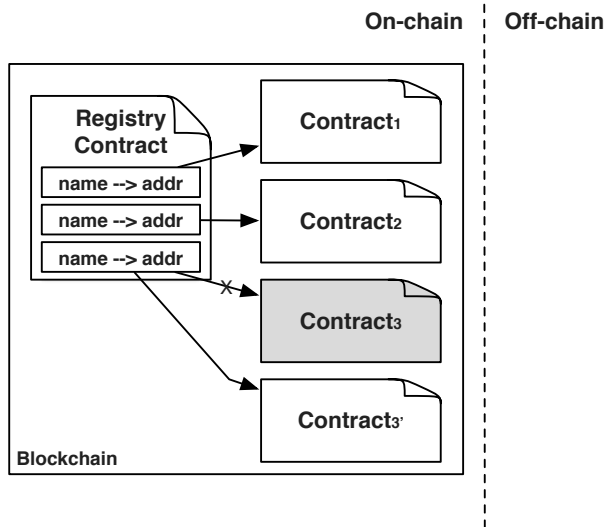 On-chain
Off-chain
Registry
Contract
name --> addr
name --> addr
name --> addr
Contract1
Contract2
X
Contract3
Contract3'
Blockchain